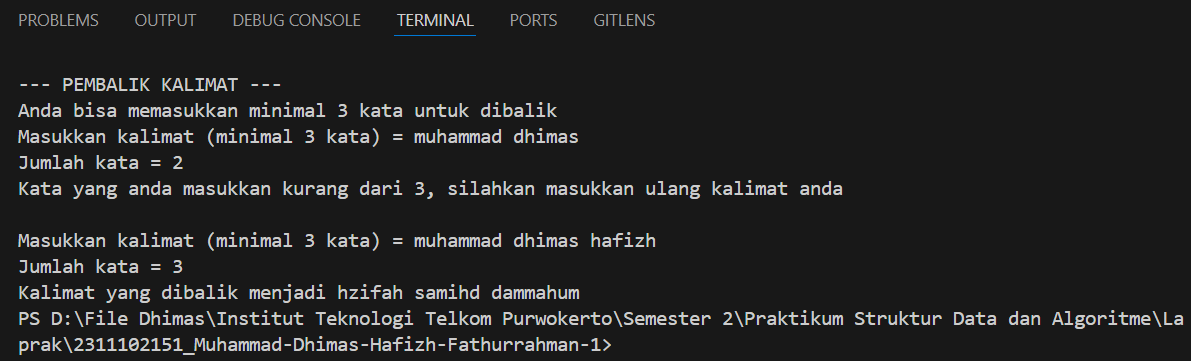 PROBLEMS OUTPUT DEBUG CONSOLE TERMINAL PORTS GITLENS
--- PEMBALIK KALIMAT ---
Anda bisa memasukkan minimal 3 kata untuk dibalik
Masukkan kalimat (minimal 3 kata) = muhammad dhimas
Jumlah kata = 2
Kata yang anda masukkan kurang dari 3, silahkan masukkan ulang kalimat anda
Masukkan kalimat (minimal 3 kata) = muhammad dhimas hafizh
Jumlah kata = 3
Kalimat yang dibalik menjadi hzifah samihd dammahum
PS D:\File Dhimas\Institut Teknologi Telkom Purwokerto\Semester 2\Praktikum Struktur Data dan Algoritme\La
prak\2311102151_Muhammad-Dhimas-Hafizh-Fathurrahman-1>